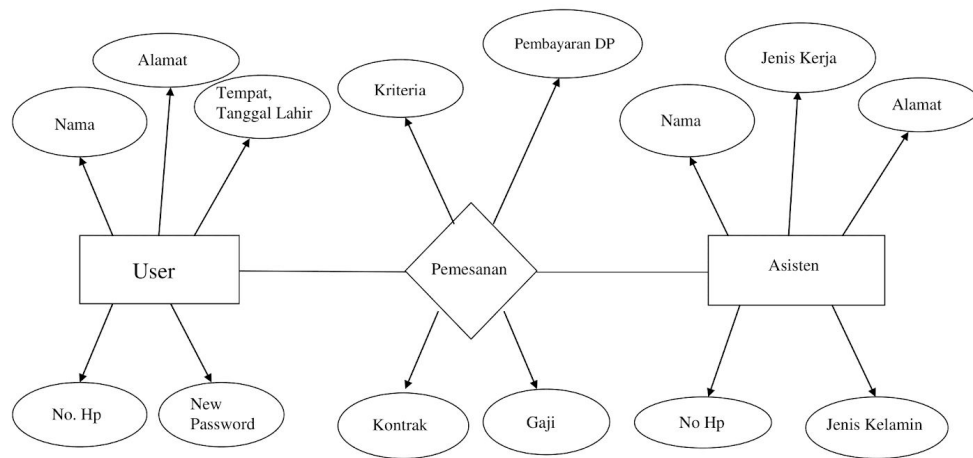 Pembayaran DP
Alamat
Jenis Kerja
Kriteria
Tempat,
Tanggal Lahir
Alamat
Nama
Nama
User
Pemesanan
Asisten
No. Hp
New
Password
Kontrak
Gaji
No Hp
Jenis Kelamin